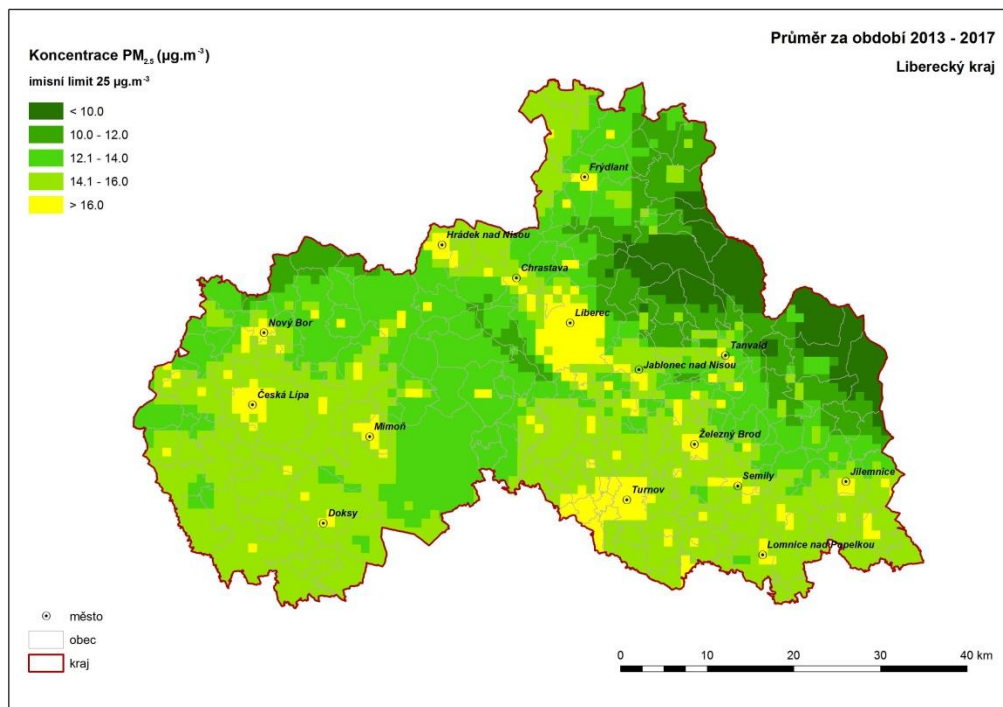 Koncentrace PM2.5 (µg.m-3)
imisní limit 25 µg.m-3
< 10.0
10.0 - 12.0
12.1 - 14.0
14.1 - 16.0
> 16.0
Průměr za období 2013 - 2017
Liberecký kraj
Frýdlant
Hrádek nad Nisou
Chrastava
Liberec
Nový Bor
Tanvald
Jablonec nad Nisou
Česká Lípa
Mimoň
Železný Brod
Semily
Jilemnice
Turnov
Doksy
Lomnice nad Popelkou
město
obec
kraj
0 10 20 30 40 km